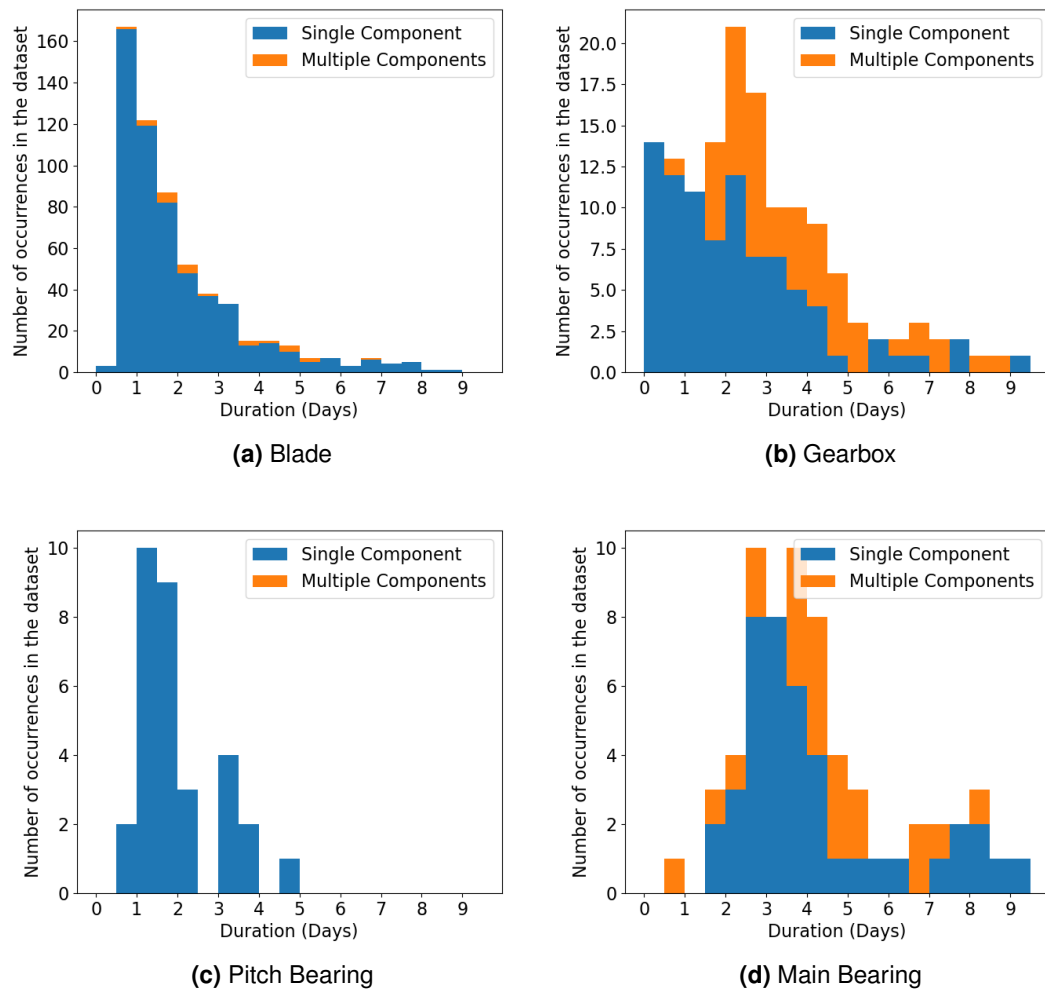 Number of occurrences in the dataset
160
140
120
100
80
60
40
20
0
Single Component
Multiple Components
0 1 2 3 4 5 6 7 8 9
Duration (Days)
(a) Blade
Number of occurrences in the dataset
20.0
17.5
15.0
12.5
10.0
7.5
5.0
2.5
0.0
Single Component
Multiple Components
0 1 2 3 4 5 6 7 8 9
Duration (Days)
(b) Gearbox
Number of occurrences in the dataset
10
8
6
4
2
0
Single Component
Multiple Components
0 1 2 3 4 5 6 7 8 9
Duration (Days)
(c) Pitch Bearing
Number of occurrences in the dataset
10
8
6
4
2
0
Single Component
Multiple Components
0 1 2 3 4 5 6 7 8 9
Duration (Days)
(d) Main Bearing